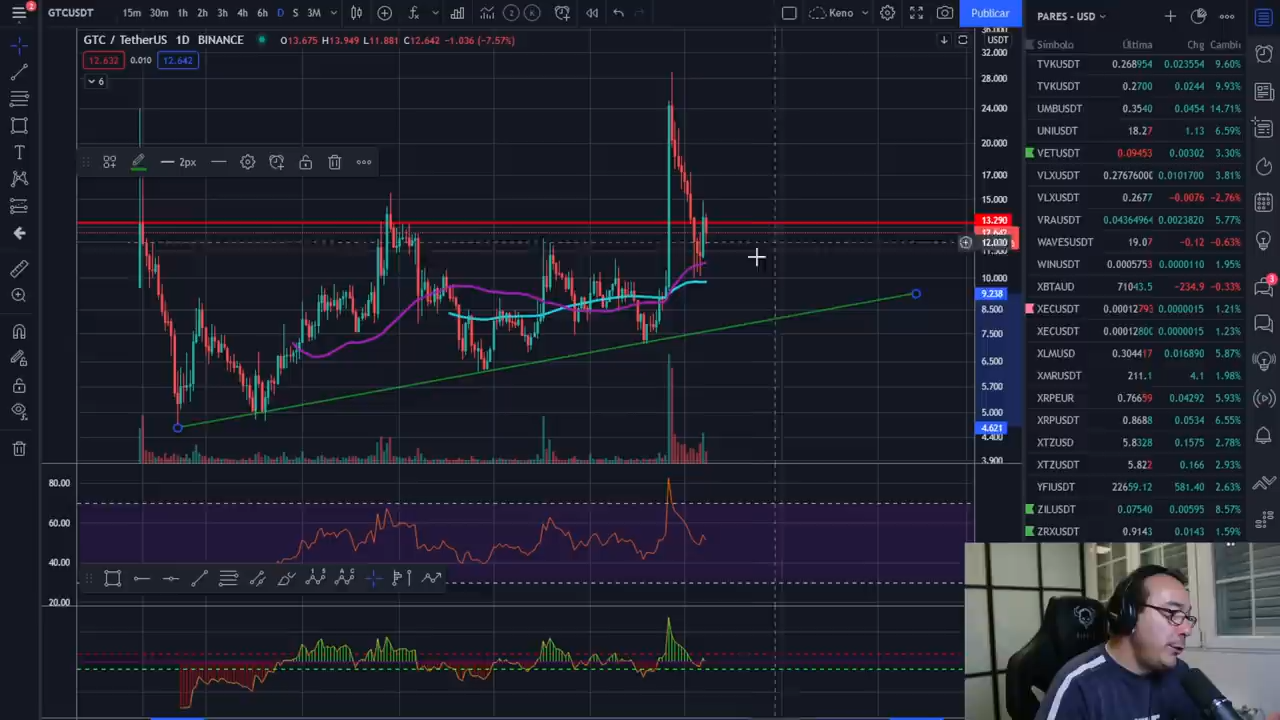 2
GTCUSDT 15m 30m 1h 2h 3h 4h 6h D S 3M 2 K Keno Publicar PARES - USD
GTC / TetherUS 1D BINANCE O13.675 H13.949 L11.881 C12.642 -1.036 (-7.57%)
USDT
12.632 0.010 12.642
6
2px
32.000
28.000
24.000
20.000
17.000
15.000
13.290
12.642
12.030
10.000
9.238
8.500
7.500
6.500
5.700
5.000
4.621
4.400
3.900
80.00
60.00
40.00
20.00
Símbolo Última Chg Cambi
TVKUSDT 0.268954 0.023554 9.60%
TVKUSDT 0.2700 0.0244 9.93%
UMBUSDT 0.3540 0.0454 14.71%
UNIUSDT 18.27 1.13 6.59%
VETUSDT 0.09453 0.00302 3.30%
VLXUSDT 0.2767600 0.0101700 3.81%
VLXUSDT 0.2677 -0.0076 -2.76%
VRAUSDT 0.04364964 0.0023820 5.77%
WAVESUSDT 19.07 -0.12 -0.63%
WINUSDT 0.0005753 0.0000110 1.95%
XBTAUD 71043.5 -234.9 -0.33%
XECUSDT 0.00012793 0.0000015 1.21%
XECUSDT 0.0001280 0.0000015 1.23%
XLMUSD 0.304417 0.016890 5.87%
XMRUSDT 211.1 4.1 1.98%
XRPEUR 0.76659 0.04292 5.93%
XRPUSDT 0.8688 0.0534 6.55%
XTZUSD 5.8328 0.1575 2.78%
XTZUSDT 5.822 0.166 2.93%
YFIUSDT 22659.12 581.40 2.63%
ZILUSDT 0.07540 0.00595 8.57%
ZRXUSDT 0.9143 0.0143 1.59%